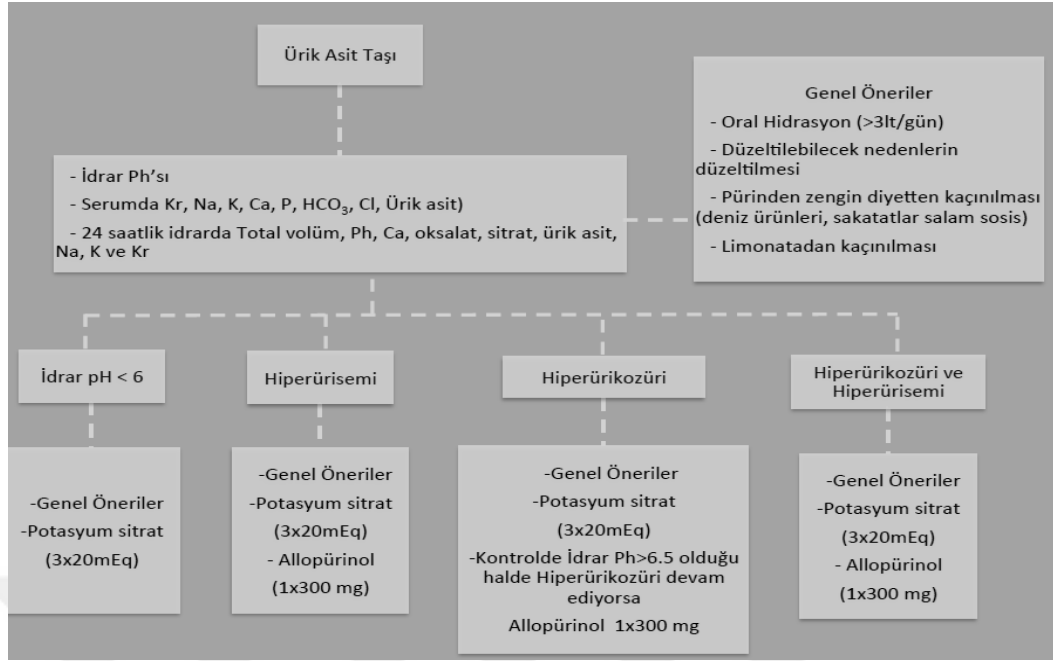 Ürik Asit Taşı
Genel Öneriler
- Oral Hidrasyon (>3lt/gün)
- Düzeltilebilecek nedenlerin
düzeltilmesi
- Pürinden zengin diyetten kaçınılması
(deniz ürünleri, sakatatlar salam sosis)
- Limonatadan kaçınılması
- İdrar Ph’sı
- Serumda Kr, Na, K, Ca, P, HCO₃, Cl, Ürik asit)
- 24 saatlik idrarda Total volüm, Ph, Ca, oksalat, sitrat, ürik asit,
Na, K ve Kr
İdrar pH < 6
Hiperürisemi
Hiperürikozüri
Hiperürikozüri ve
Hiperürisemi
-Genel Öneriler
-Potasyum sitrat
(3x20mEq)
-Genel Öneriler
-Potasyum sitrat
(3x20mEq)
- Allopürinol
(1x300 mg)
-Genel Öneriler
-Potasyum sitrat
(3x20mEq)
-Kontrolde İdrar Ph>6.5 olduğu
halde Hiperürikozüri devam
ediyorsa
Allopürinol 1x300 mg
-Genel Öneriler
-Potasyum sitrat
(3x20mEq)
- Allopürinol
(1x300 mg)